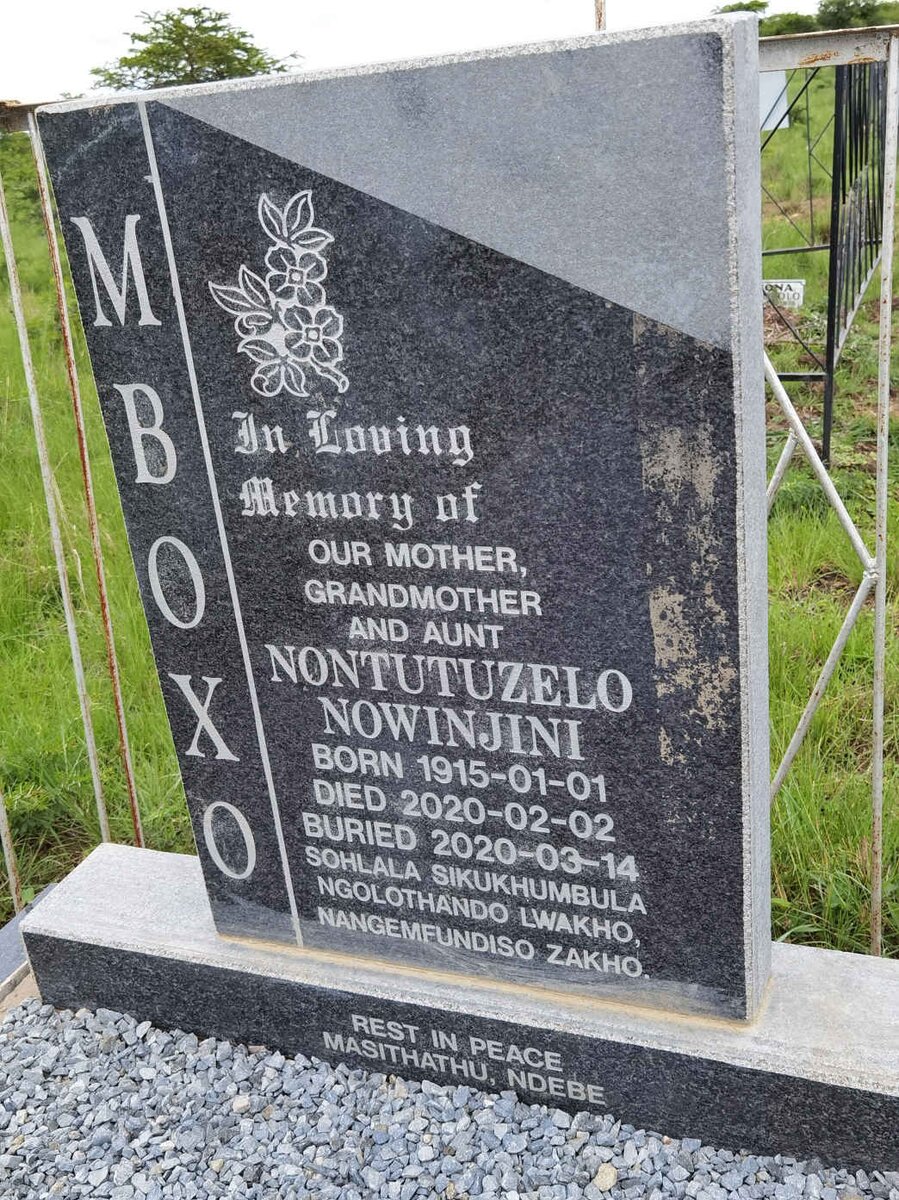 MBOXO
In Loving
Memory of
OUR MOTHER,
GRANDMOTHER
AND AUNT
NONTUTUZELO
NOWINJINI
BORN 1915-01-01
DIED 2020-02-02
BURIED 2020-03-14
SOHLALA SIKUKHUMBULA
NGOLOTHANDO LWAKHO,
NANGEMFUNDISO ZAKHO.
REST IN PEACE
MASITHATHU, NDEBE